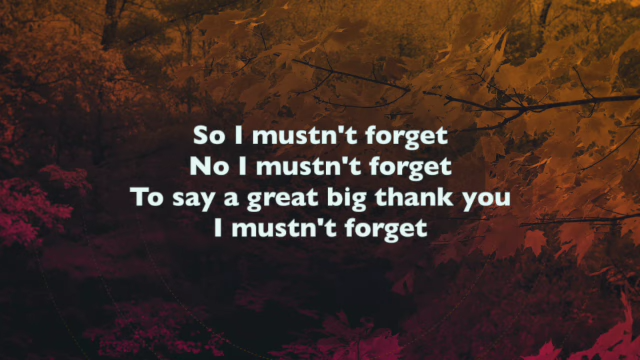 So I mustn't forget
No I mustn't forget
To say a great big thank you
I mustn't forget